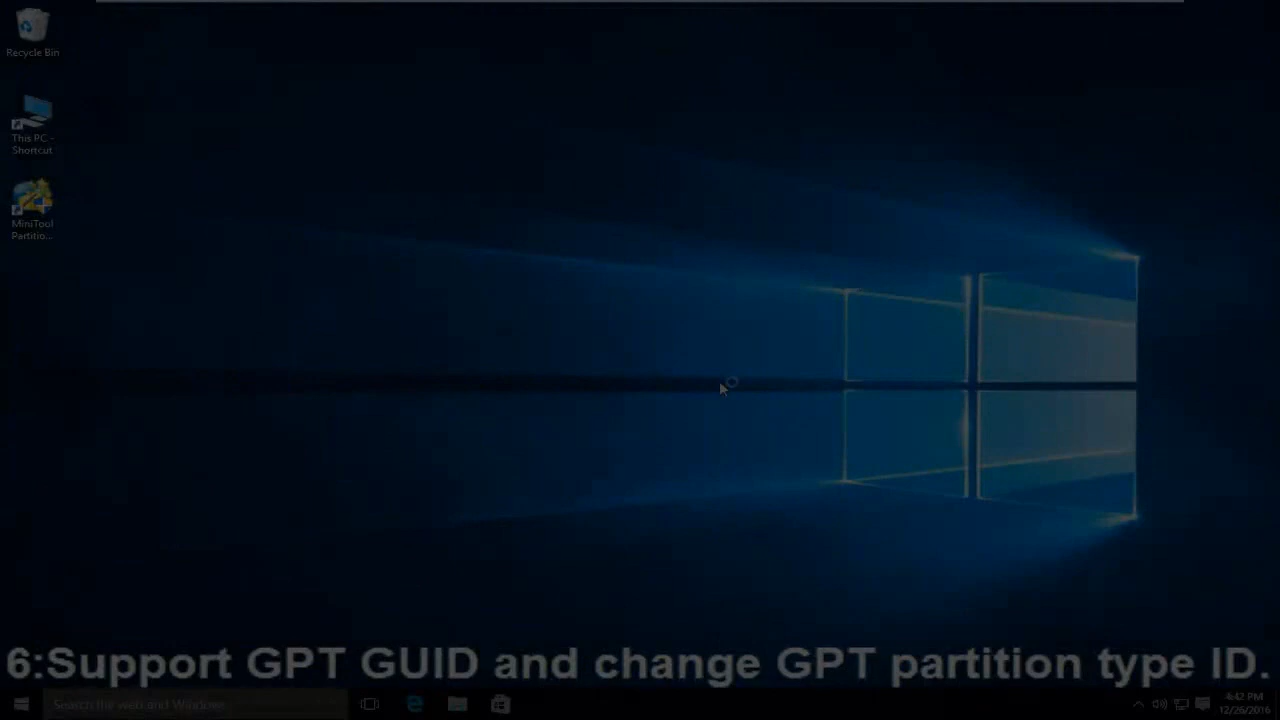 Recycle Bin
This PC -
Shortcut
MiniTool
Partitio...
6:Support GPT GUID and change GPT partition type ID.
Search the web and Windows
4:42 PM
12/26/2016